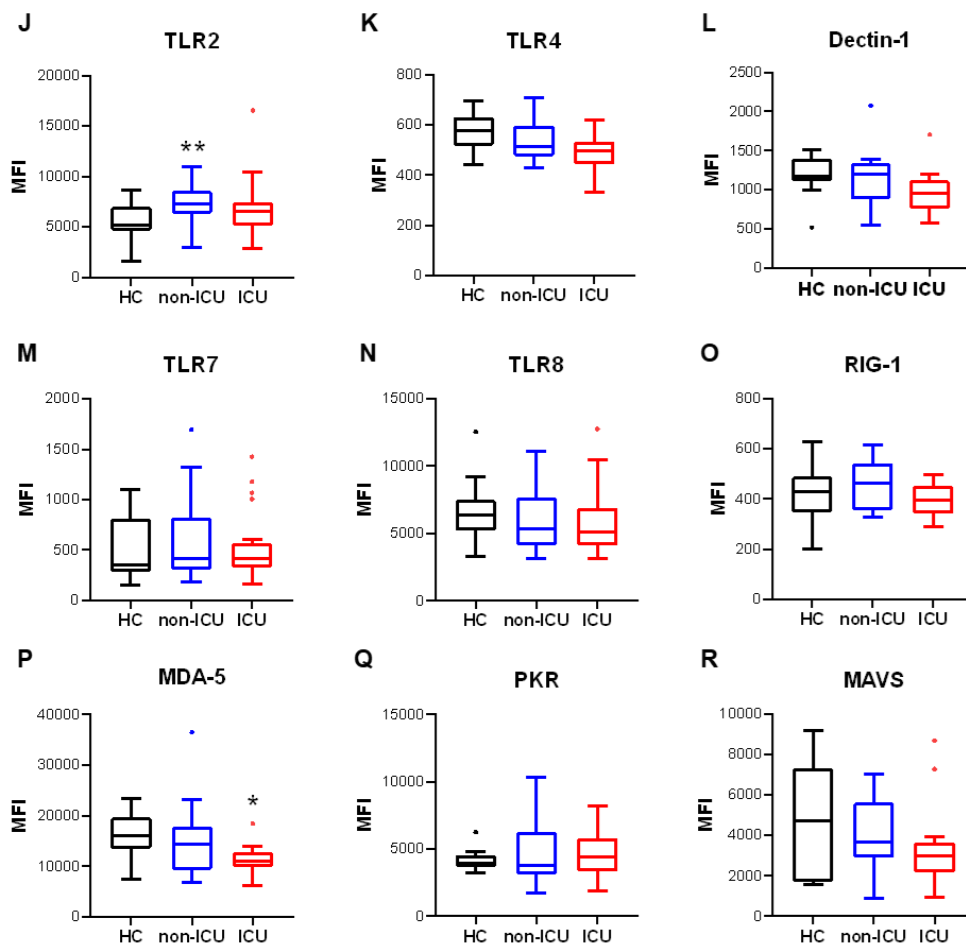 J
TLR2
20000
15000
10000
5000
0
MFI
**
HC non-ICU ICU
K
TLR4
800
600
400
200
0
MFI
HC non-ICU ICU
L
Dectin-1
2500
2000
1500
1000
500
0
MFI
HC non-ICU ICU
M
TLR7
2000
1500
1000
500
0
MFI
HC non-ICU ICU
N
TLR8
15000
10000
5000
0
MFI
HC non-ICU ICU
O
RIG-1
800
600
400
200
0
MFI
HC non-ICU ICU
P
MDA-5
40000
30000
20000
10000
0
MFI
*
HC non-ICU ICU
Q
PKR
15000
10000
5000
0
MFI
HC non-ICU ICU
R
MAVS
10000
8000
6000
4000
2000
0
MFI
HC non-ICU ICU